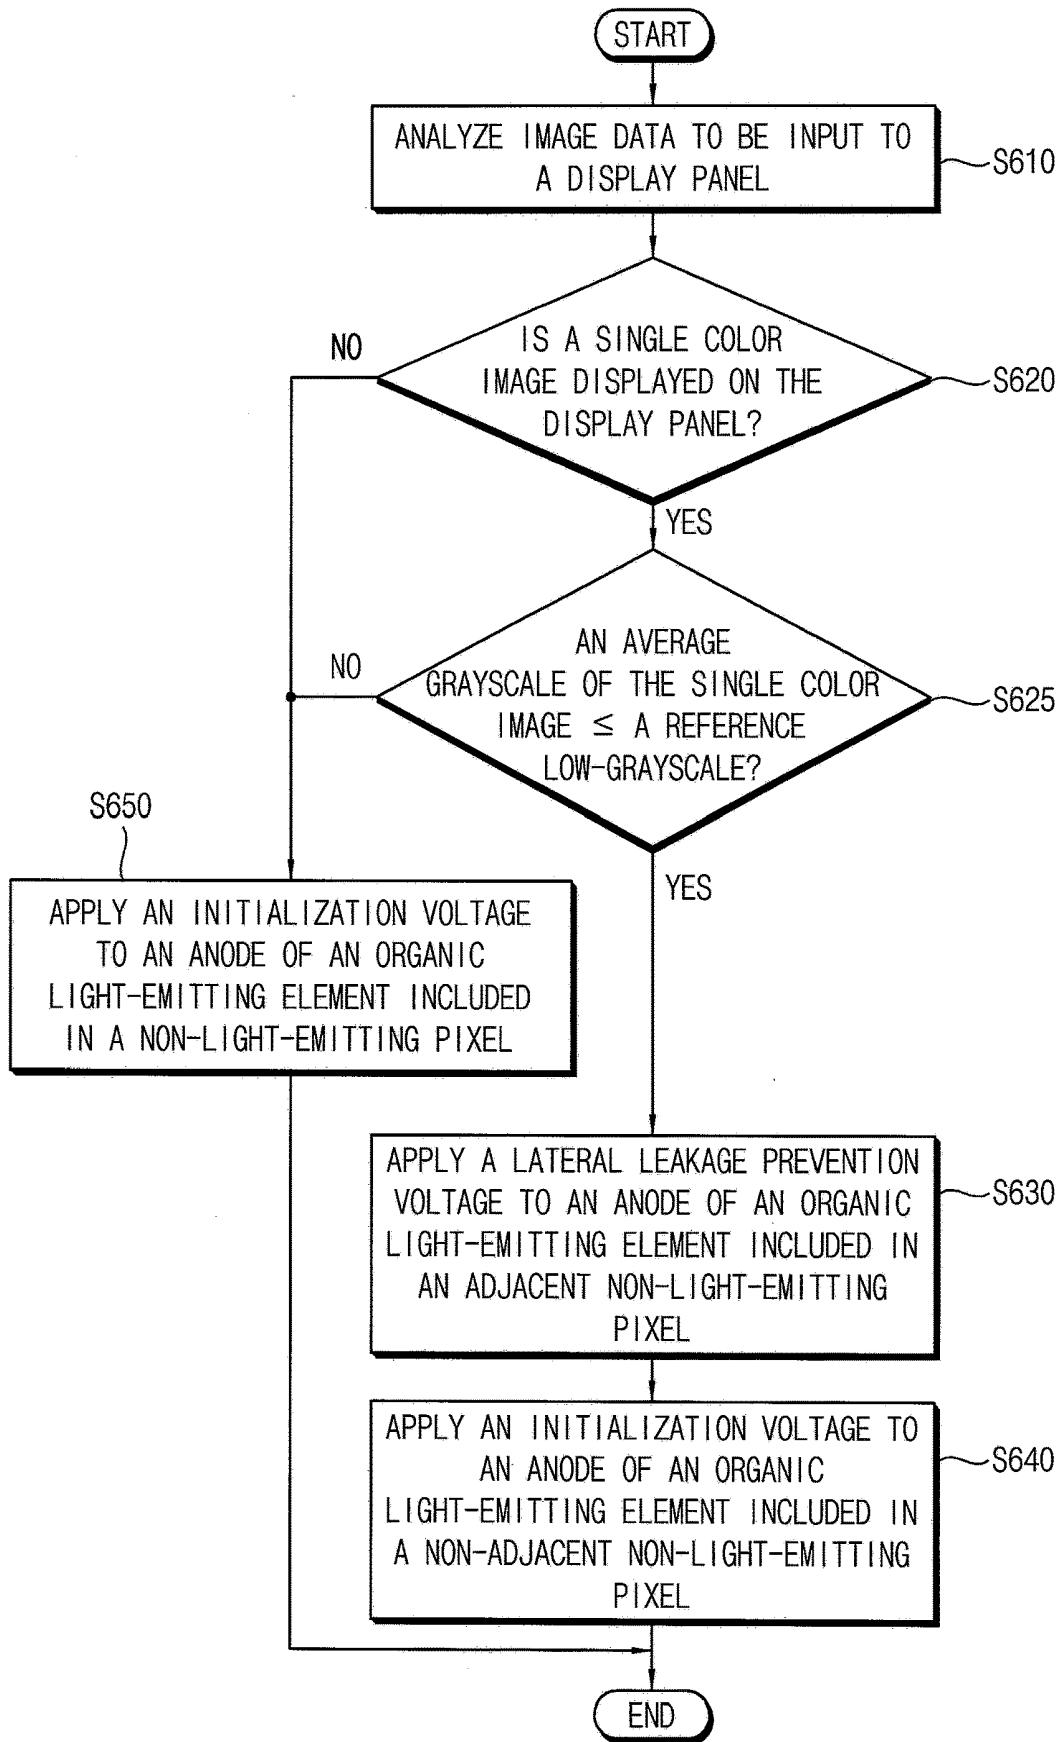 START
ANALYZE IMAGE DATA TO BE INPUT TO
A DISPLAY PANEL
S610
IS A SINGLE COLOR
IMAGE DISPLAYED ON THE
DISPLAY PANEL?
S620
NO
YES
AN AVERAGE
GRAYSCALE OF THE SINGLE COLOR
IMAGE ≤ A REFERENCE
LOW-GRAYSCALE?
S625
NO
YES
S650
APPLY AN INITIALIZATION VOLTAGE
TO AN ANODE OF AN ORGANIC
LIGHT-EMITTING ELEMENT INCLUDED
IN A NON-LIGHT-EMITTING PIXEL
APPLY A LATERAL LEAKAGE PREVENTION
VOLTAGE TO AN ANODE OF AN ORGANIC
LIGHT-EMITTING ELEMENT INCLUDED IN
AN ADJACENT NON-LIGHT-EMITTING
PIXEL
S630
APPLY AN INITIALIZATION VOLTAGE TO
AN ANODE OF AN ORGANIC
LIGHT-EMITTING ELEMENT INCLUDED IN
A NON-ADJACENT NON-LIGHT-EMITTING
PIXEL
S640
END